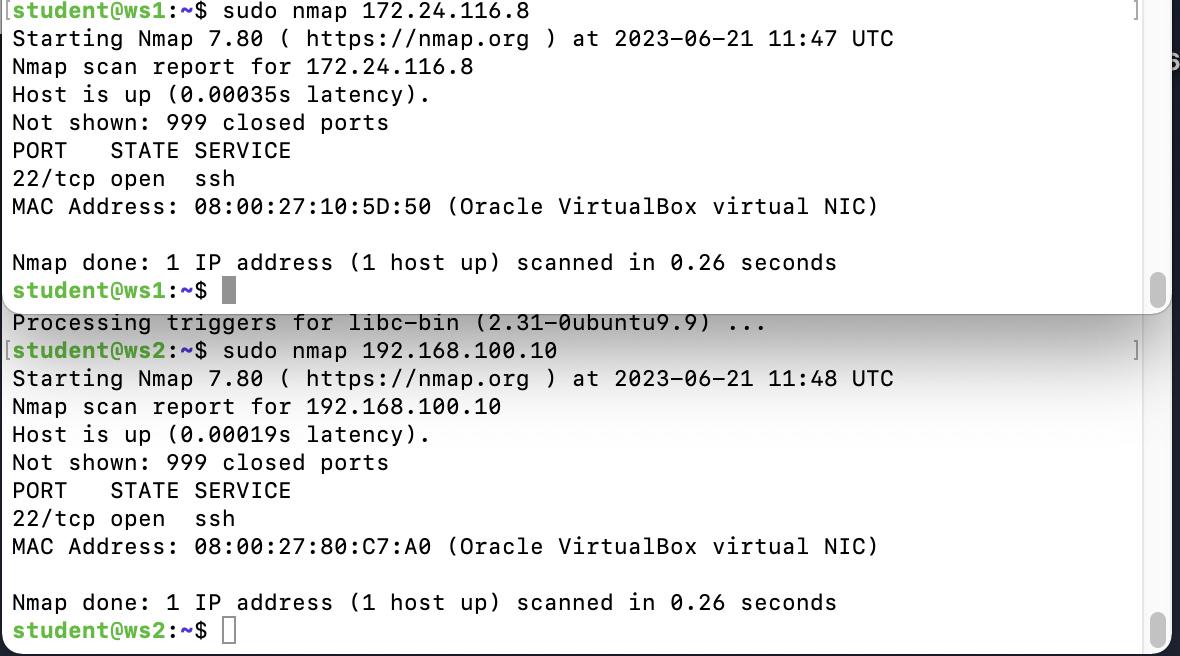 [student@ws1:~$ sudo nmap 172.24.116.8 ]
Starting Nmap 7.80 ( https://nmap.org ) at 2023-06-21 11:47 UTC
Nmap scan report for 172.24.116.8
Host is up (0.00035s latency).
Not shown: 999 closed ports
PORT   STATE SERVICE
22/tcp open  ssh
MAC Address: 08:00:27:10:5D:50 (Oracle VirtualBox virtual NIC)
Nmap done: 1 IP address (1 host up) scanned in 0.26 seconds
student@ws1:~$
Processing triggers for libc-bin (2.31-0ubuntu9.9) ...
[student@ws2:~$ sudo nmap 192.168.100.10 ]
Starting Nmap 7.80 ( https://nmap.org ) at 2023-06-21 11:48 UTC
Nmap scan report for 192.168.100.10
Host is up (0.00019s latency).
Not shown: 999 closed ports
PORT   STATE SERVICE
22/tcp open  ssh
MAC Address: 08:00:27:80:C7:A0 (Oracle VirtualBox virtual NIC)
Nmap done: 1 IP address (1 host up) scanned in 0.26 seconds
student@ws2:~$